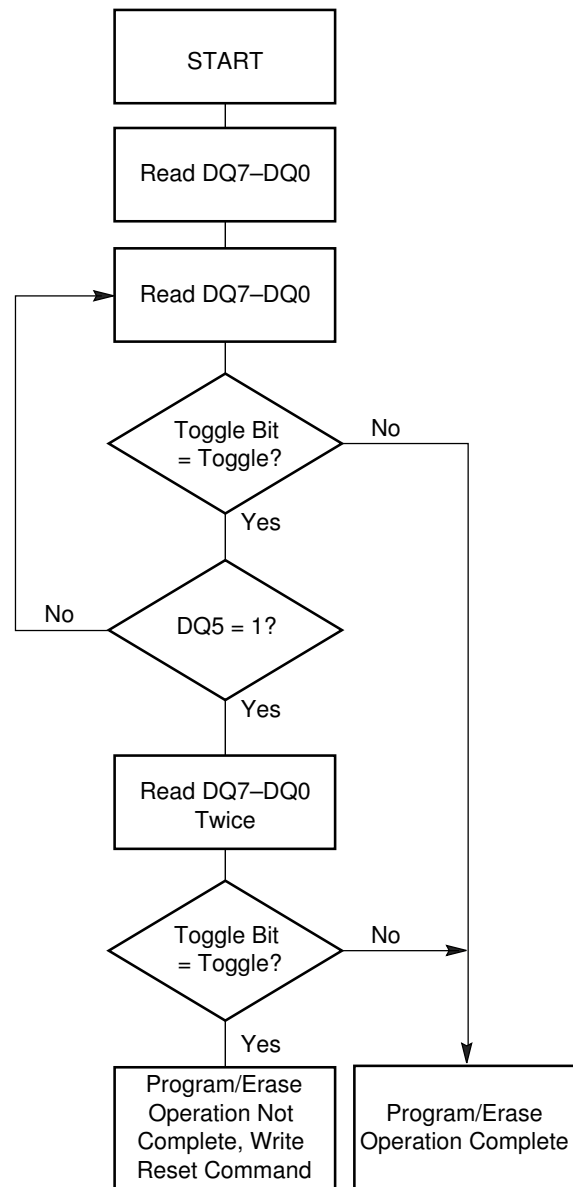 START
Read DQ7–DQ0
Read DQ7–DQ0
Toggle Bit
= Toggle?
No
Yes
No
DQ5 = 1?
Yes
Read DQ7–DQ0
Twice
Toggle Bit
= Toggle?
No
Yes
Program/Erase
Operation Not
Complete, Write
Reset Command
Program/Erase
Operation Complete